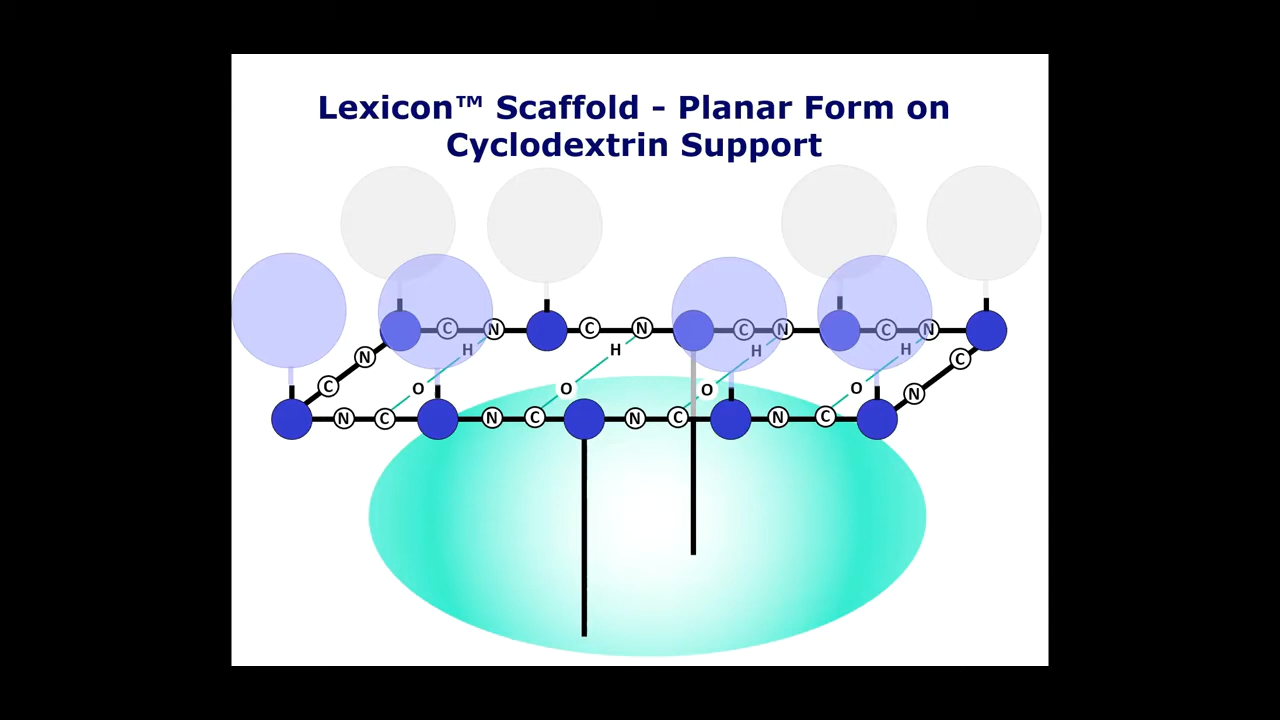 Lexicon™ Scaffold - Planar Form on
Cyclodextrin Support
C N C N C N C N
H H H H
N C
C N
O O O O
N C N C N C N C